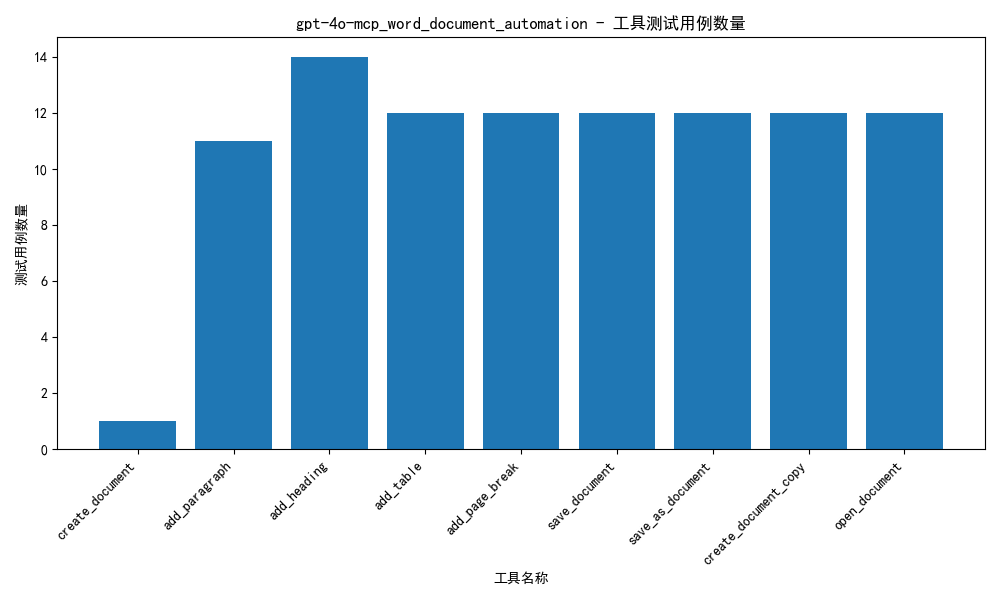 gpt-4o-mcp_word_document_automation - 工具测试用例数量
测试用例数量
14
12
10
8
6
4
2
0
create_document
add_paragraph
add_heading
add_table
add_page_break
save_document
save_as_document
create_document_copy
open_document
工具名称